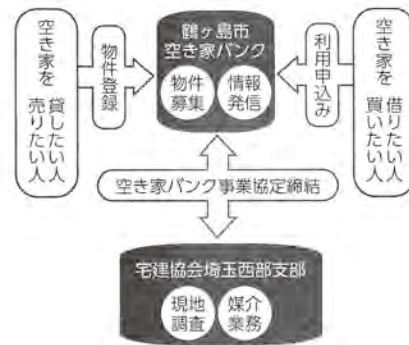 空き家を
貸したい人
売りたい人
物件登録
鶴ヶ島市
空き家バンク
物件
募集
情報
発信
利用申込み
空き家を
借りたい人
買いたい人
空き家バンク事業協定締結
宅建協会埼玉西部支部
現地
調査
媒介
業務